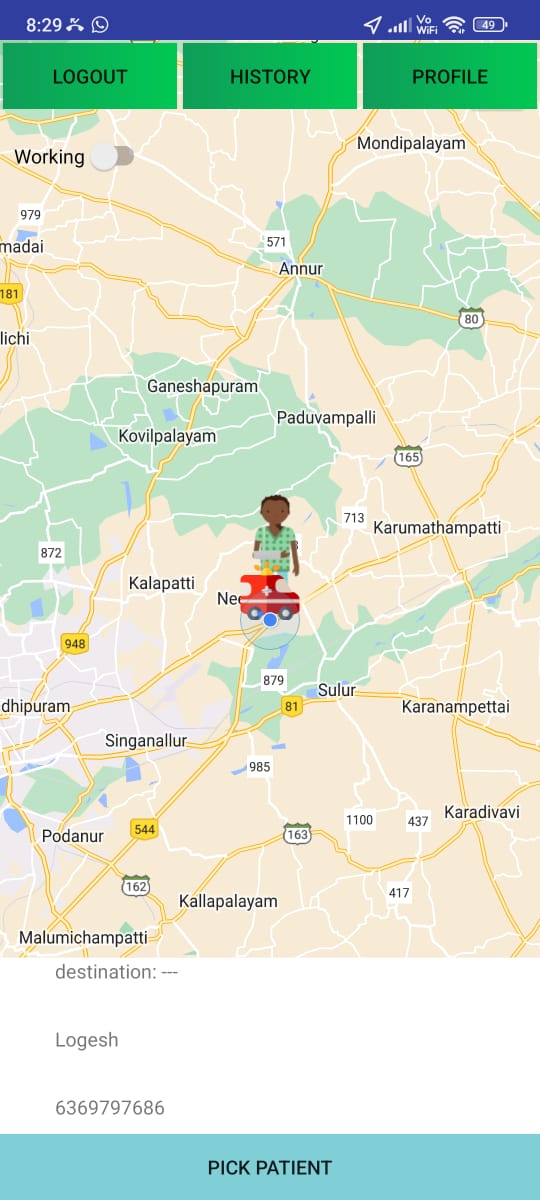 8:29
Vo
WiFi
49
LOGOUT
HISTORY
PROFILE
Working
Mondipalayam
979
571
madai
Annur
181
80
lichi
Ganeshapuram
Paduvampalli
Kovilpalayam
165
713
Karumathampatti
872
Kalapatti
Nee
948
879
Sulur
dhipuram
81
Karanampettai
Singanallur
985
Karadivavi
1100
437
544
163
Podanur
162
417
Kallapalayam
Malumichampatti
destination: ---
Logesh
6369797686
PICK PATIENT